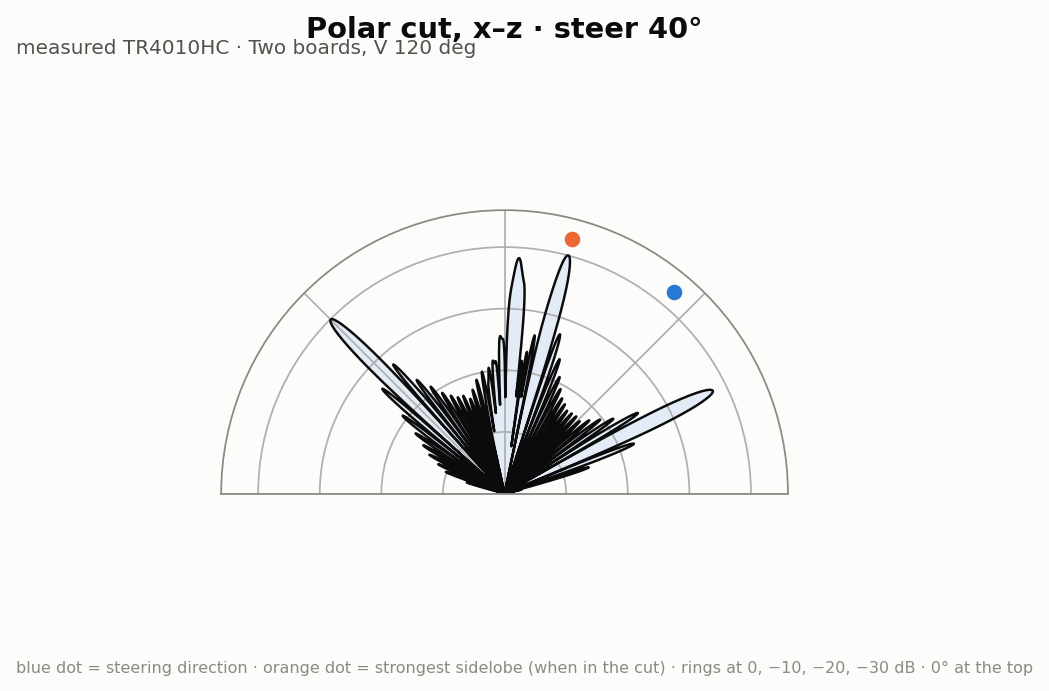 Polar cut, x–z · steer 40°
measured TR4010HC · Two boards, V 120 deg
blue dot = steering direction · orange dot = strongest sidelobe (when in the cut) · rings at 0, −10, −20, −30 dB · 0° at the top